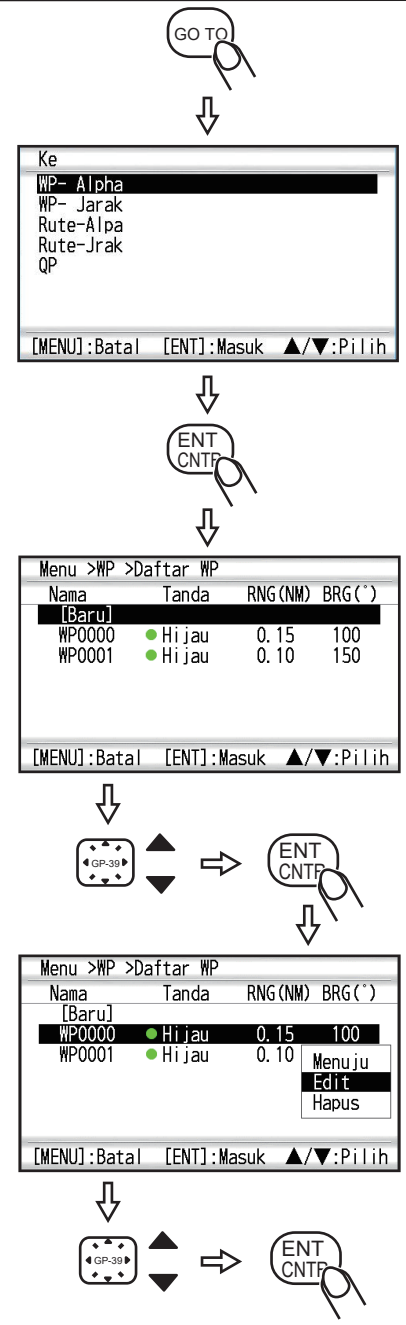 GO TO
Ke
WP- Alpha
WP- Jarak
Rute-Alpa
Rute-Jrak
QP
[MENU]:Batal [ENT]:Masuk ▲/▼:Pilih
ENT
CNTR
Menu >WP >Daftar WP
Nama Tanda RNG(NM) BRG(°)
[Baru]
WP0000 ●Hijau 0.15 100
WP0001 ●Hijau 0.10 150
[MENU]:Batal [ENT]:Masuk ▲/▼:Pilih
GP-39
ENT
CNTR
Menu >WP >Daftar WP
Nama Tanda RNG(NM) BRG(°)
[Baru]
WP0000 ●Hijau 0.15 100
WP0001 ●Hijau 0.10
Menuju
Edit
Hapus
[MENU]:Batal [ENT]:Masuk ▲/▼:Pilih
GP-39
ENT
CNTR